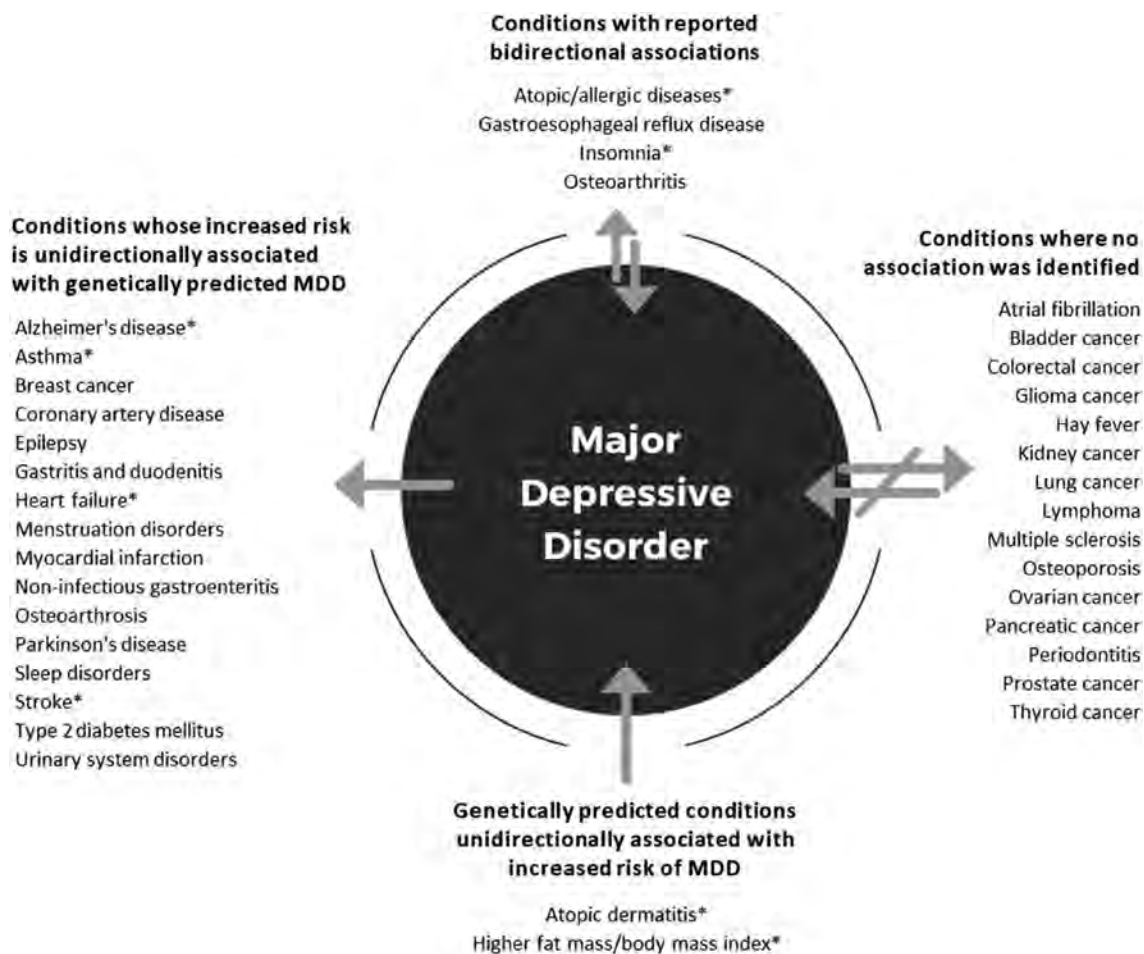 Conditions with reported
bidirectional associations
Atopic/allergic diseases*
Gastroesophageal reflux disease
Insomnia*
Osteoarthritis
Conditions whose increased risk
is unidirectionally associated
with genetically predicted MDD
Alzheimer's disease*
Asthma*
Breast cancer
Coronary artery disease
Epilepsy
Gastritis and duodenitis
Heart failure*
Menstruation disorders
Myocardial infarction
Non-infectious gastroenteritis
Osteoarthrosis
Parkinson's disease
Sleep disorders
Stroke*
Type 2 diabetes mellitus
Urinary system disorders
Major
Depressive
Disorder
Conditions where no
association was identified
Atrial fibrillation
Bladder cancer
Colorectal cancer
Glioma cancer
Hay fever
Kidney cancer
Lung cancer
Lymphoma
Multiple sclerosis
Osteoporosis
Ovarian cancer
Pancreatic cancer
Periodontitis
Prostate cancer
Thyroid cancer
Genetically predicted conditions
unidirectionally associated with
increased risk of MDD
Atopic dermatitis*
Higher fat mass/body mass index*